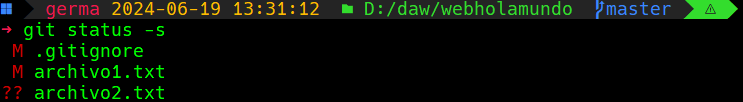 germa 2024-06-19 13:31:12 D:/daw/webholamundo master
→ git status -s
 M .gitignore
 M archivo1.txt
?? archivo2.txt